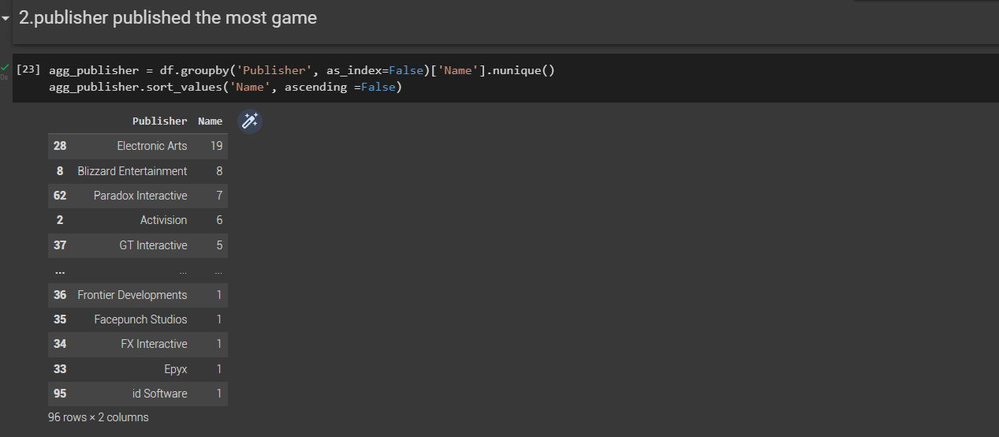 2.publisher published the most game
[23] agg_publisher = df.groupby('Publisher', as_index=False)['Name'].nunique()
agg_publisher.sort_values('Name', ascending =False)
0s
Publisher Name
28 Electronic Arts 19
8 Blizzard Entertainment 8
62 Paradox Interactive 7
2 Activision 6
37 GT Interactive 5
... ... ...
36 Frontier Developments 1
35 Facepunch Studios 1
34 FX Interactive 1
33 Epyx 1
95 id Software 1
96 rows × 2 columns